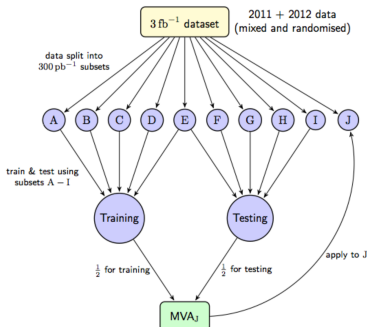 3 fb⁻¹ dataset
2011 + 2012 data
(mixed and randomised)
data split into
300 pb⁻¹ subsets
A B C D E F G H I J
train & test using
subsets A – I
Training
Testing
½ for training
½ for testing
apply to J
MVA_J